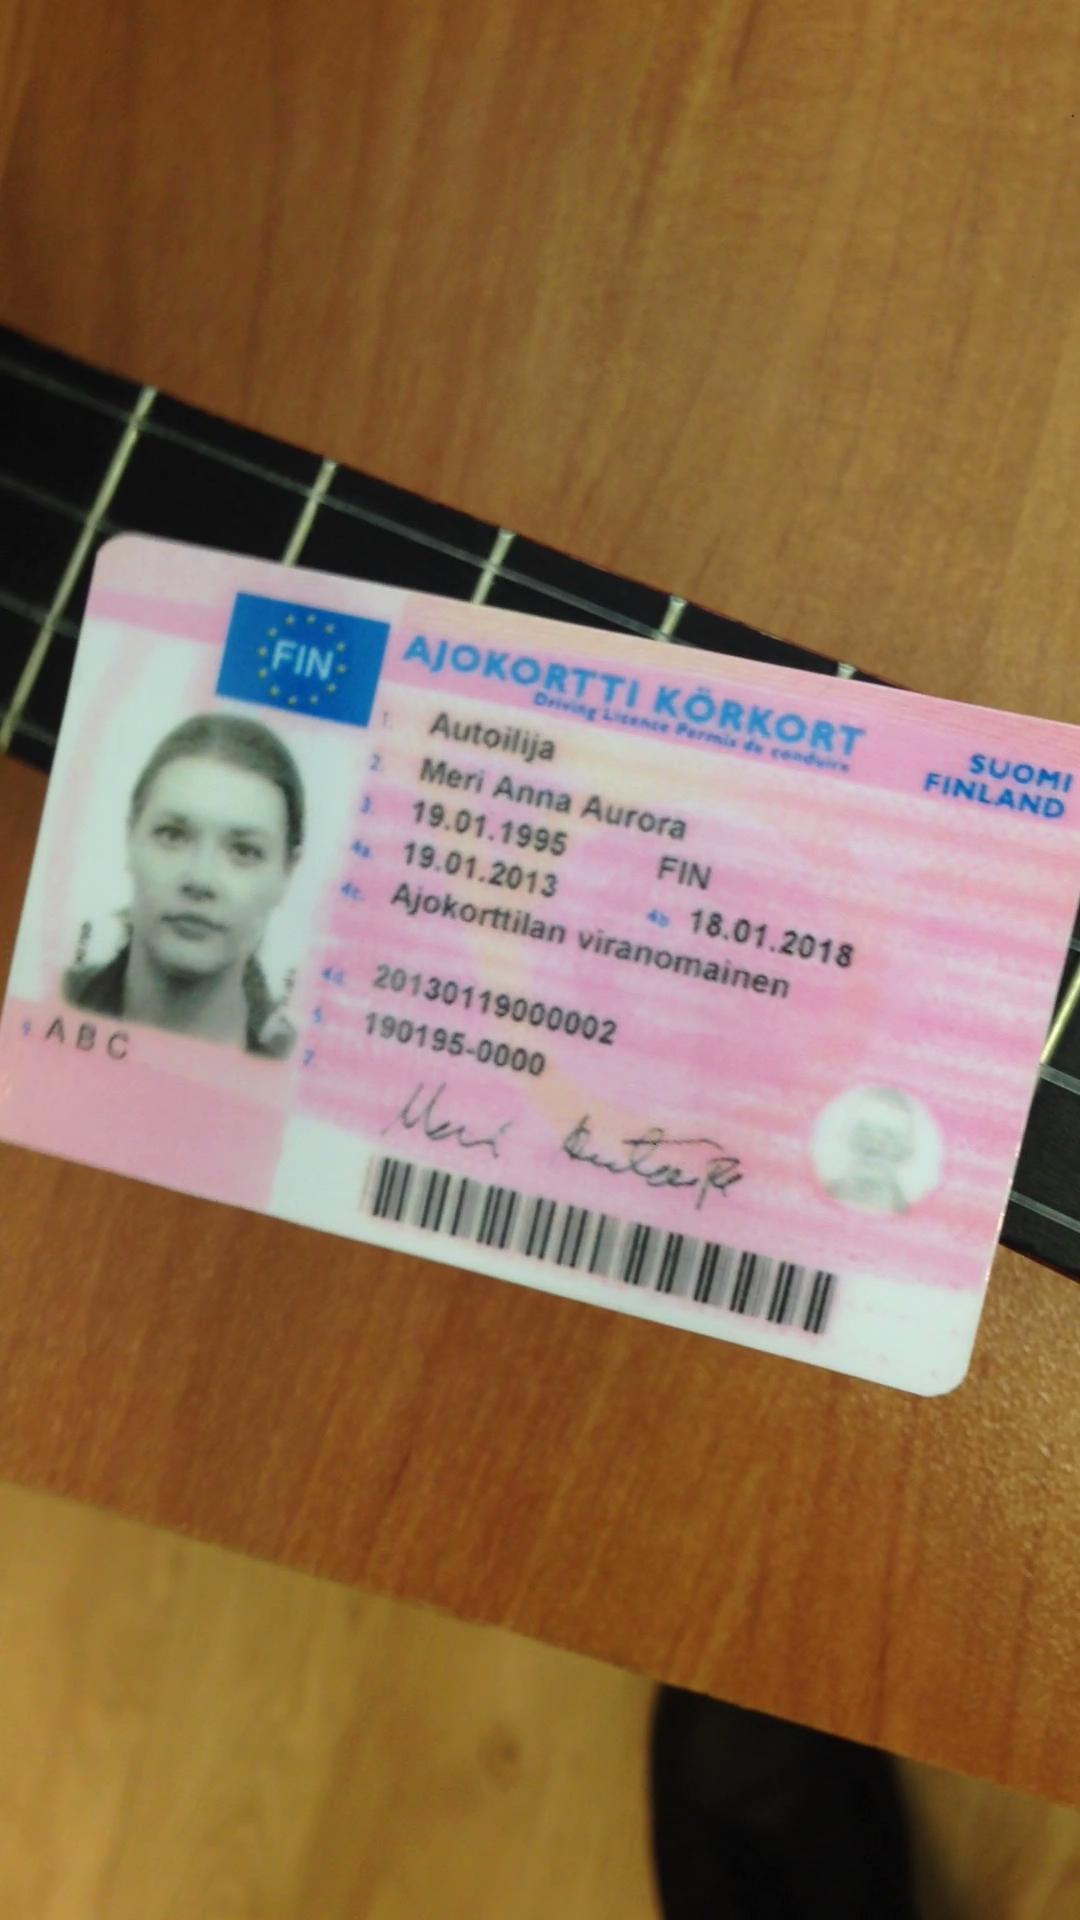 FIN
AJOKORTTI KÖRKORT
Driving Licence Permis de conduire
SUOMI
FINLAND
1. Autoilija
2. Meri Anna Aurora
3. 19.01.1995 FIN
4a. 19.01.2013 4b 18.01.2018
4c. Ajokorttilan viranomainen
4d. 20130119000002
5. 190195-0000
7.
9. A B C